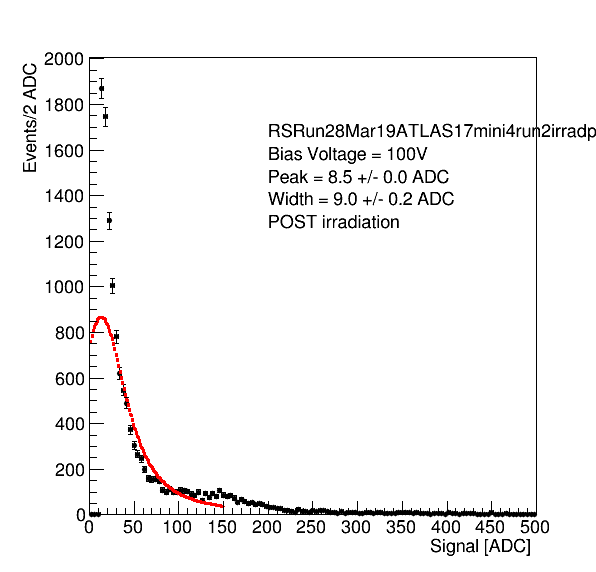 2000
1800
1600
1400
1200
1000
800
600
400
200
0
Events/2 ADC
RSRun28Mar19ATLAS17mini4run2irradp
Bias Voltage = 100V
Peak = 8.5 +/- 0.0 ADC
Width = 9.0 +/- 0.2 ADC
POST irradiation
0 50 100 150 200 250 300 350 400 450 500
Signal [ADC]